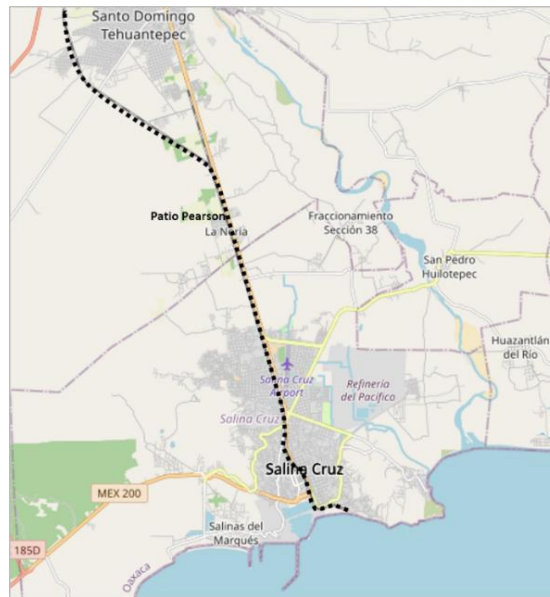 Santo Domingo
Tehuantepec
Patio Pearson
La Noria
Fraccionamiento
Sección 38
San Pedro
Huilotepec
Huazantlán
del Río
Salina Cruz
Airport
Refinería
del Pacífico
Salina Cruz
Salina Cruz
MEX 200
Salinas del
Marqués
185D
Oaxaca